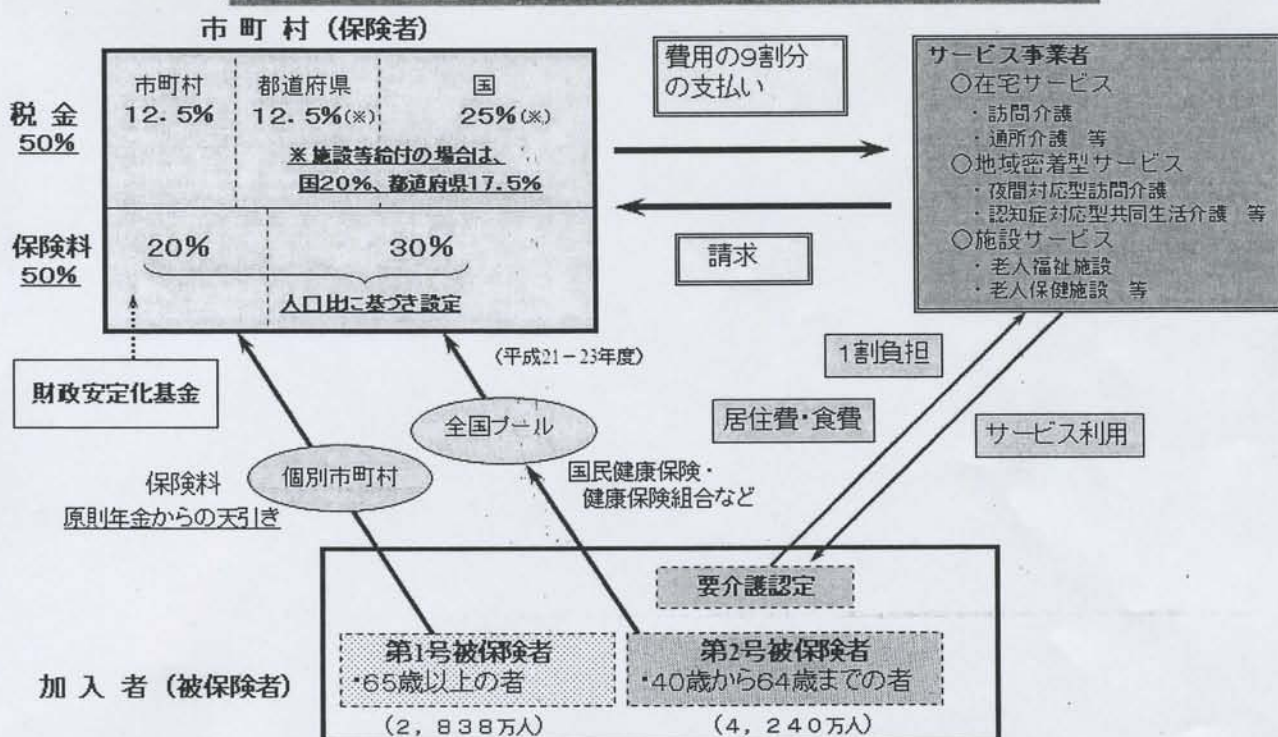 市 町 村 （保険者）
税 金
50%
市町村
12.5%
都道府県
12.5%(※)
国
25%(※)
※施設等給付の場合は、
国20%、都道府県17.5%
保険料
50%
20%
30%
人口比に基づき設定
費用の9割分
の支払い
請求
サービス事業者
○在宅サービス
・訪問介護
・通所介護 等
○地域密着型サービス
・夜間対応型訪問介護
・認知症対応型共同生活介護 等
○施設サービス
・老人福祉施設
・老人保健施設 等
財政安定化基金
（平成21－23年度）
1割負担
全国プール
居住費・食費
サービス利用
保険料
原則年金からの天引き
個別市町村
国民健康保険・
健康保険組合など
要介護認定
加 入 者 （被保険者）
第1号被保険者
・65歳以上の者
（2，838万人）
第2号被保険者
・40歳から64歳までの者
（4，240万人）